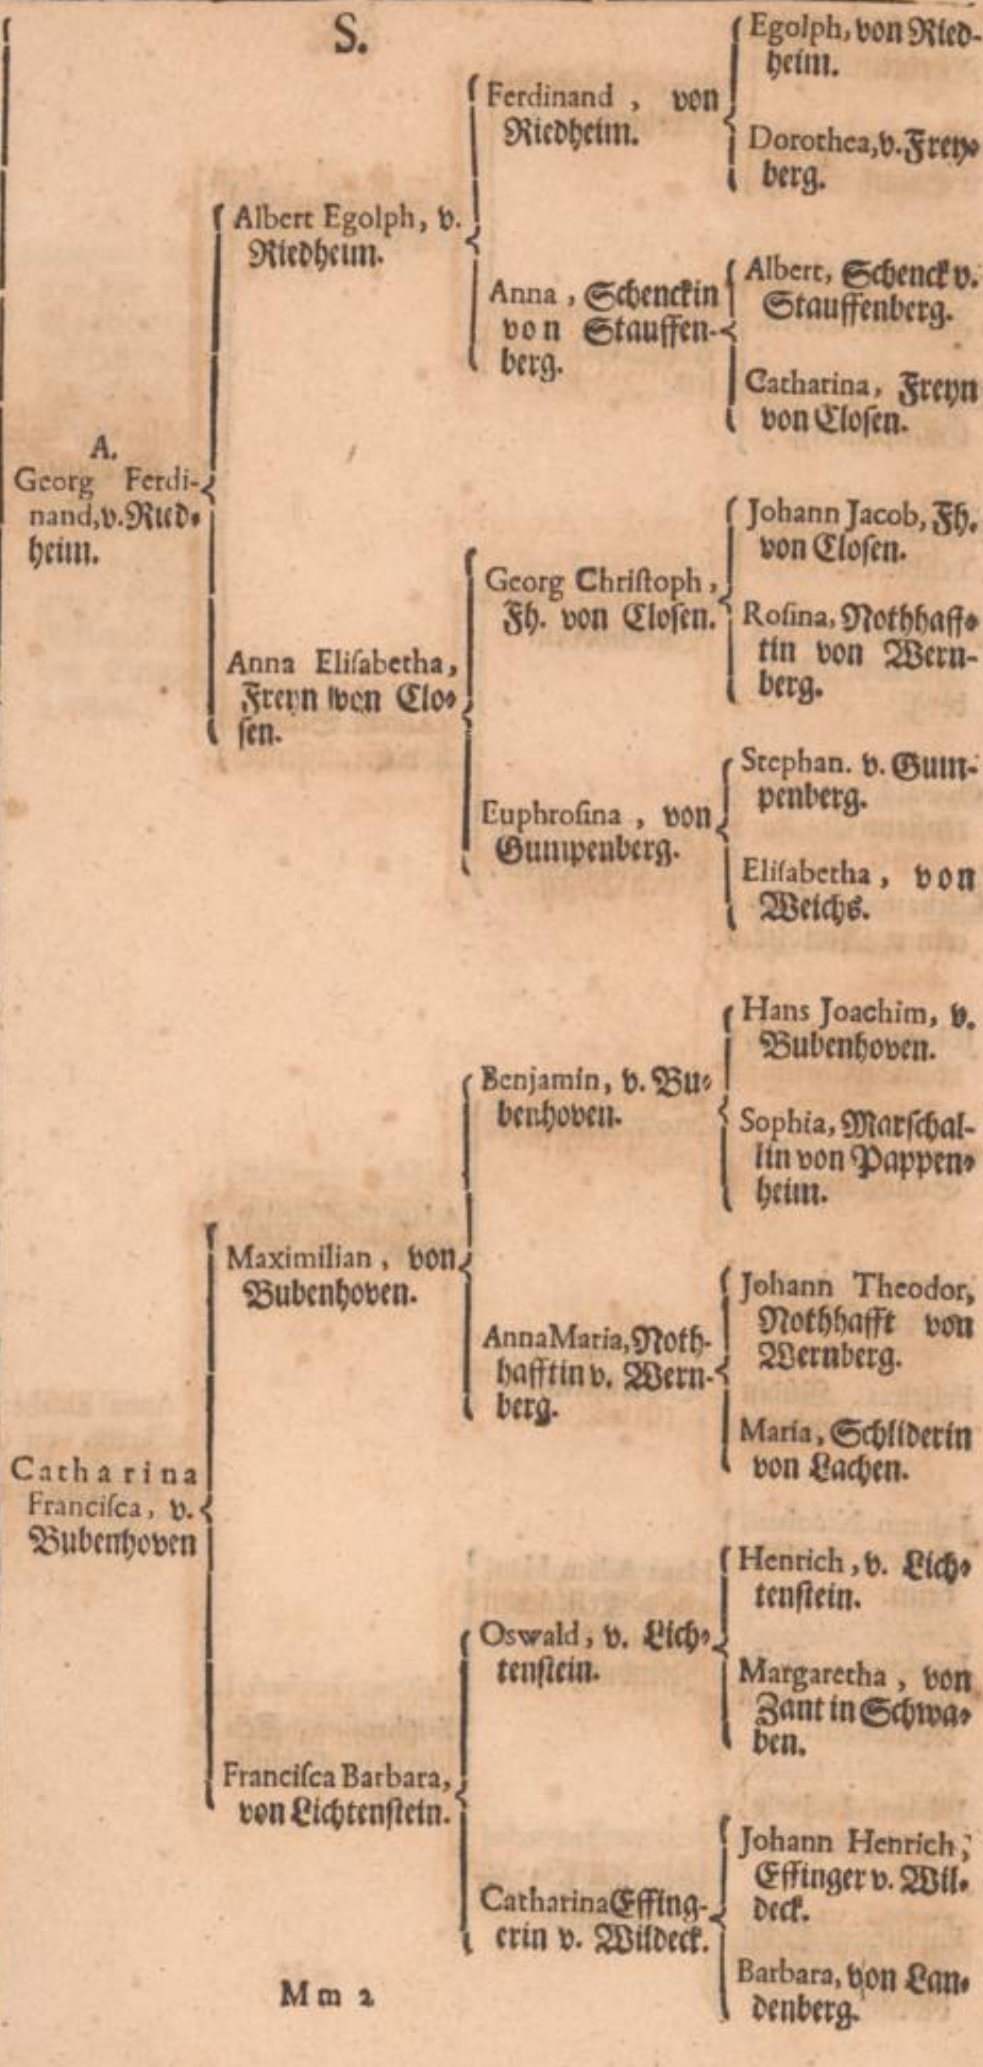 S.
A.
Georg Ferdi-
nand, v. Ried-
heim.
Catharina
Francisca, v.
Bubenhoven
Albert Egolph, v.
Riedheim.
Anna Elisabetha,
Freyn von Clo-
sen.
Maximilian, von
Bubenhoven.
Francisca Barbara,
von Lichtenstein.
Ferdinand, von
Riedheim.
Anna, Schenckin
von Stauffen-
berg.
Georg Christoph,
Fh. von Closen.
Euphrosina, von
Gumpenberg.
Benjamin, v. Bu-
benhoven.
Anna Maria, Noth-
hafftin v. Wern-
berg.
Oswald, v. Lich-
tenstein.
Catharina Effing-
erin v. Wildeck.
Egolph, von Ried-
heim.
Dorothea, v. Frey-
berg.
Albert, Schenck v.
Stauffenberg.
Catharina, Freyn
von Closen.
Johann Jacob, Fh.
von Closen.
Rosina, Nothhaff-
tin von Wern-
berg.
Stephan. v. Gum-
penberg.
Elisabetha, von
Weichs.
Hans Joachim, v.
Bubenhoven.
Sophia, Marschal-
lin von Pappen-
heim.
Johann Theodor,
Nothhafft von
Wernberg.
Maria, Schliderin
von Lachen.
Henrich, v. Lich-
tenstein.
Margaretha, von
Zant in Schwa-
ben.
Johann Henrich,
Effinger v. Wil-
deck.
Barbara, von Lan-
denberg.
Mm 2